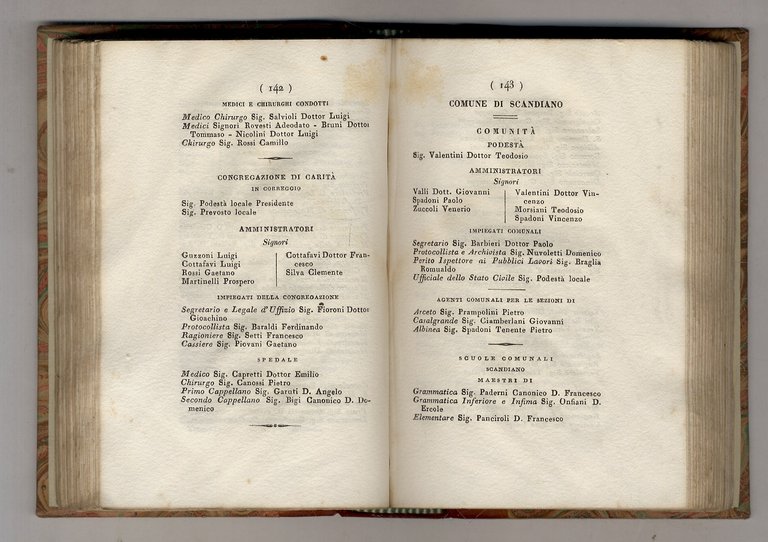 ( 142 )
MEDICI E CHIRURGHI CONDOTTI
Medico Chirurgo Sig. Salvioli Dottor Luigi
Medici Signori Rovesti Adeodato - Bruni Dottor
Tommaso - Nicolini Dottor Luigi
Chirurgo Sig. Rossi Camillo
CONGREGAZIONE DI CARITÀ
IN CORREGGIO
Sig. Podestà locale Presidente
Sig. Prevosto locale
AMMINISTRATORI
Signori
Guzzoni Luigi
Cottafavi Luigi
Rossi Gaetano
Martinelli Prospero
Cottafavi Dottor Fran-
cesco
Silva Clemente
IMPIEGATI DELLA CONGREGAZIONE
Segretario e Legale d'Uffizio Sig. Fioroni Dottor
Gioachino
Protocollista Sig. Baraldi Ferdinando
Ragioniere Sig. Setti Francesco
Cassiere Sig. Piovani Gaetano
SPEDALE
Medico Sig. Capretti Dottor Emilio
Chirurgo Sig. Canossi Pietro
Primo Cappellano Sig. Garuti D. Angelo
Secondo Cappellano Sig. Bigi Canonico D. Do-
menico
( 143 )
COMUNE DI SCANDIANO
COMUNITÀ
PODESTÀ
Sig. Valentini Dottor Teodosio
AMMINISTRATORI
Signori
Valli Dott. Giovanni
Spadoni Paolo
Zuccoli Venerio
Valentini Dottor Vin-
cenzo
Morsiani Teodosio
Spadoni Vincenzo
IMPIEGATI COMUNALI
Segretario Sig. Barbieri Dottor Paolo
Protocollista e Archivista Sig. Nuvoletti Domenico
Perito Ispettore ai Pubblici Lavori Sig. Braglia
Romualdo
Ufficiale dello Stato Civile Sig. Podestà locale
AGENTI COMUNALI PER LE SEZIONI DI
Arceto Sig. Prampolini Pietro
Casalgrande Sig. Ciamberlani Giovanni
Albinea Sig. Spadoni Tenente Pietro
SCUOLE COMUNALI
SCANDIANO
MAESTRI DI
Grammatica Sig. Paderni Canonico D. Francesco
Grammatica Inferiore e Infima Sig. Onfiani D.
Ercole
Elementare Sig. Panciroli D. Francesco